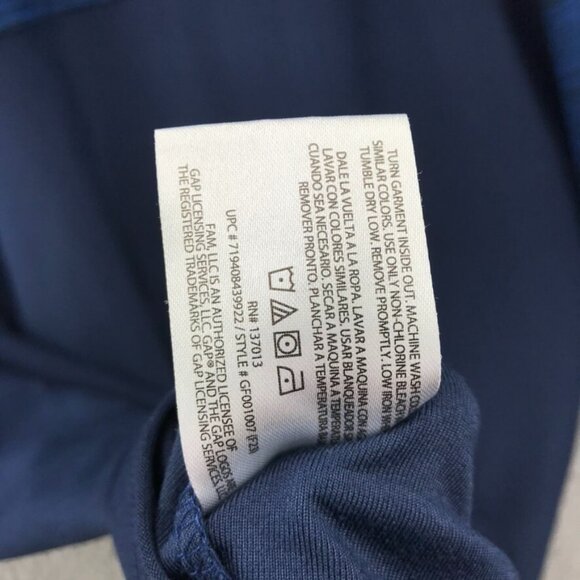 TURN GARMENT INSIDE OUT. MACHINE WASH
SIMILAR COLORS. USE ONLY NON-CHLORINE BLEACH
TUMBLE DRY LOW. REMOVE PROMPTLY. LOW IRON
DALE LA VUELTA A LA ROPA. LAVAR A MAQUINA CON
LAVAR CON COLORES SIMILARES. USAR BLANQUEADOR
CUANDO SEA NECESARIO. SECAR A MAQUINA A
REMOVER PRONTO. PLANCHAR A TEMPERATURA
RN# 137013
UPC# 719408439922 / STYLE# GF001007 (F23)
FAM, LLC IS AN AUTHORIZED LICENSEE OF
GAP LICENSING SERVICES, LLC. GAP® AND THE GAP LOGOS
THE REGISTERED TRADEMARKS OF GAP LICENSING SERVICES,